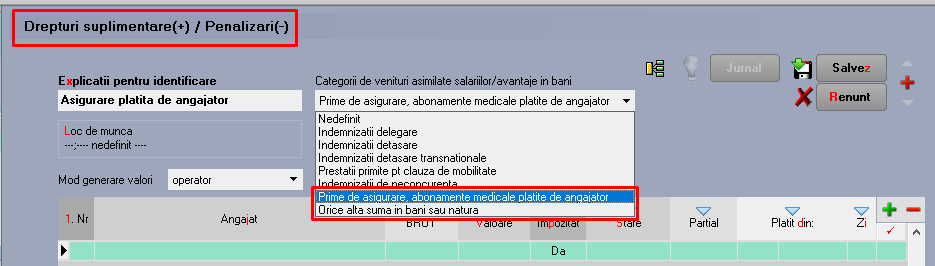 Drepturi suplimentare(+) / Penalizari(-)
Explicatii pentru identificare
Categorii de venituri asimilate salariilor/avantaje in bani
Jurnal
Salvez
Asigurare platita de angajator
Prime de asigurare, abonamente medicale platite de angajator
Renunt
Nedefinit
Loc de munca
Indemnizatii delegare
---;---- nedefinit ----
Indemnizatii detasare
Indemnizatii detasare transnationale
Prestatii primite pt clauza de mobilitate
Mod generare valori
operator
Indemnizatii de neconcurenta
Prime de asigurare, abonamente medicale platite de angajator
Orice alta suma in bani sau natura
1. Nr
Angajat
BRUT
Valoare
Impozitat
Stare
Partial
Platit din:
Zi
Da